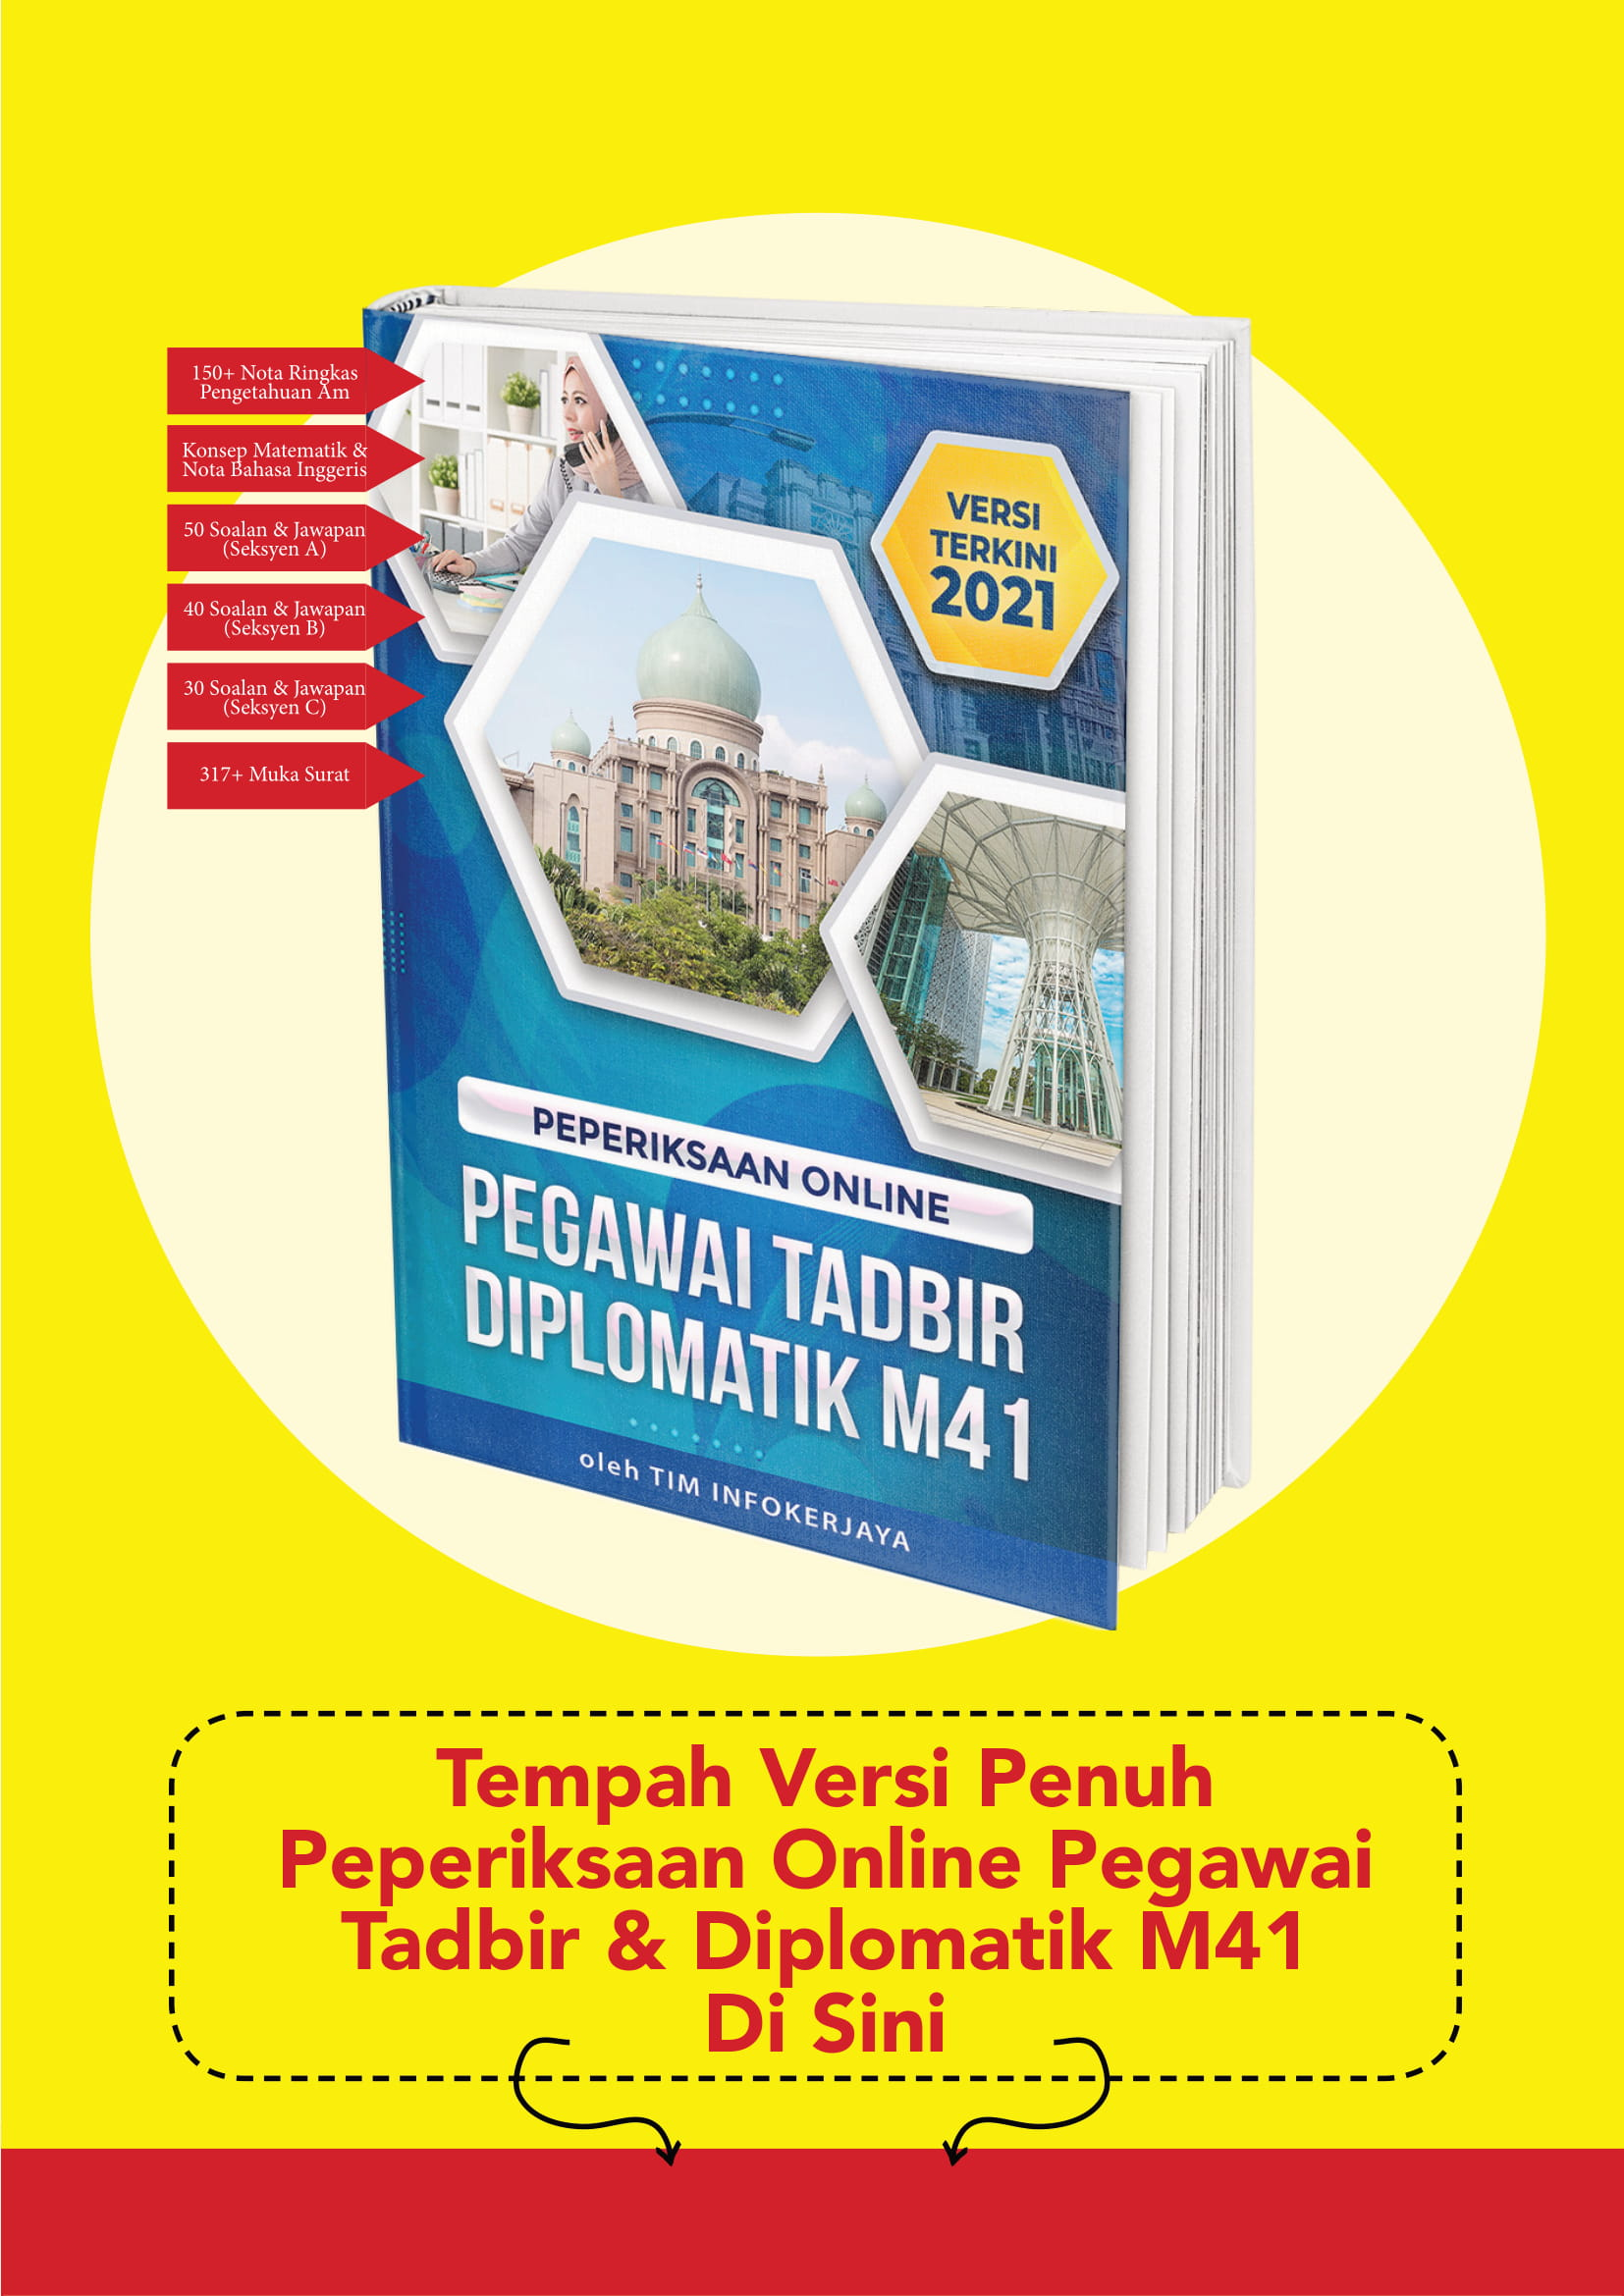 150+ Nota Ringkas
Pengetahuan Am
Konsep Matematik &
Nota Bahasa Inggeris
50 Soalan & Jawapan
(Seksyen A)
40 Soalan & Jawapan
(Seksyen B)
30 Soalan & Jawapan
(Seksyen C)
317+ Muka Surat
VERSI
TERKINI
2021
PEPERIKSAAN ONLINE
PEGAWAI TADBIR
DIPLOMATIK M41
oleh TIM INFOKERJAYA
Tempah Versi Penuh
Peperiksaan Online Pegawai
Tadbir & Diplomatik M41
Di Sini